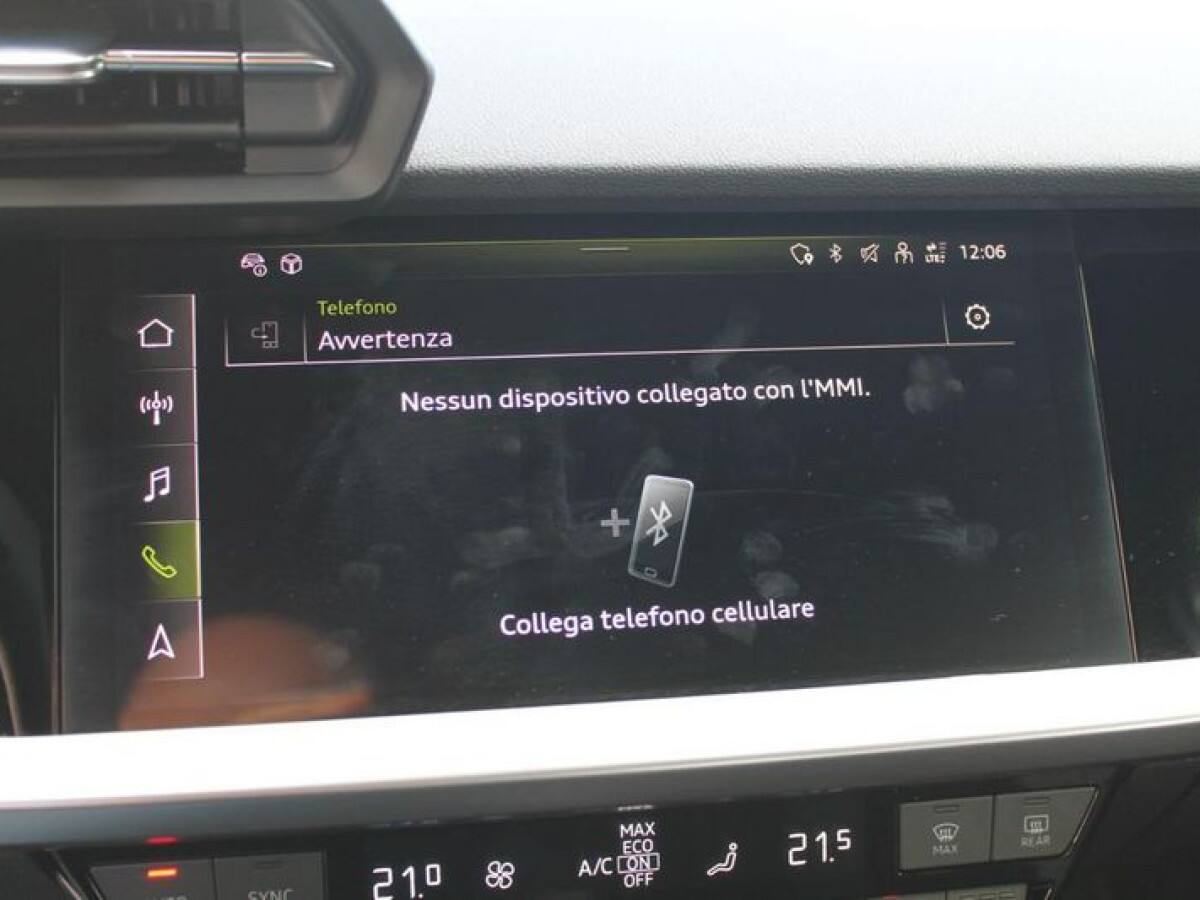 LTE 12:06
Telefono
Avvertenza
Nessun dispositivo collegato con l'MMI.
Collega telefono cellulare
MAX
ECO
A/C ON
OFF
21.0
21.5
MAX
REAR
SYNC